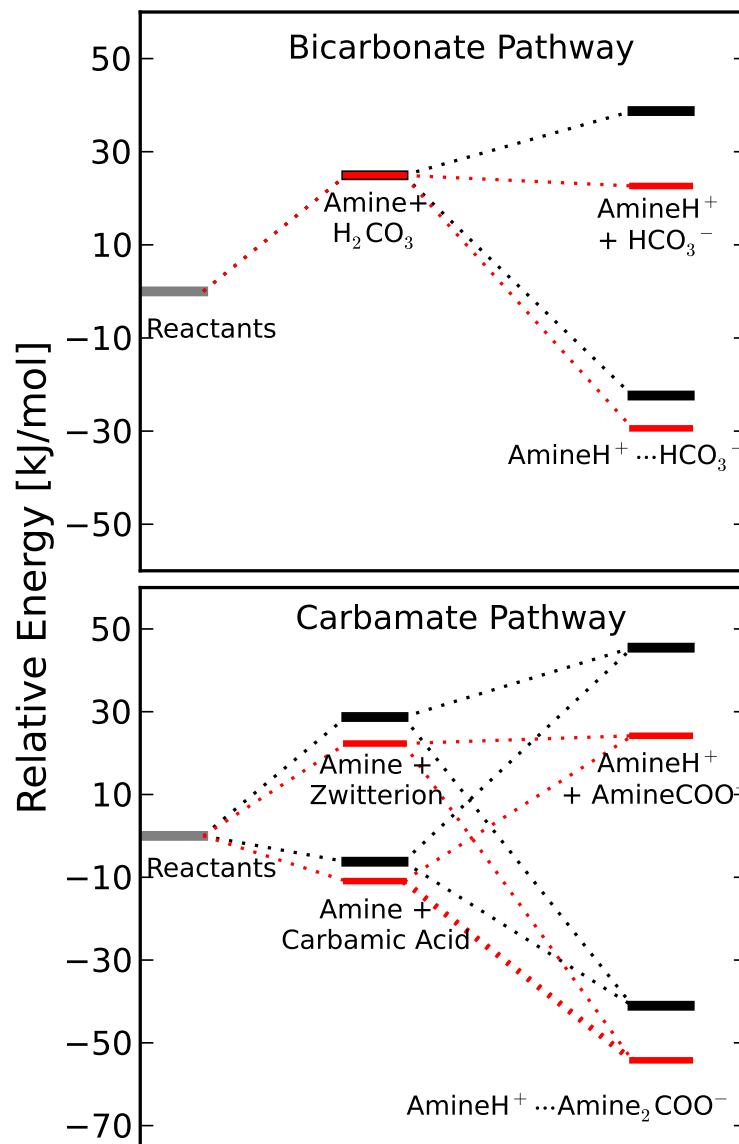 Relative Energy [kJ/mol]
Bicarbonate Pathway
50
30
10
−10
−30
−50
Reactants
Amine+
H₂CO₃
AmineH⁺
+ HCO₃⁻
AmineH⁺ ···HCO₃⁻
Carbamate Pathway
50
30
10
−10
−30
−50
−70
Reactants
Amine +
Zwitterion
Amine +
Carbamic Acid
AmineH⁺
+ AmineCOO⁻
AmineH⁺ ···Amine₂COO⁻